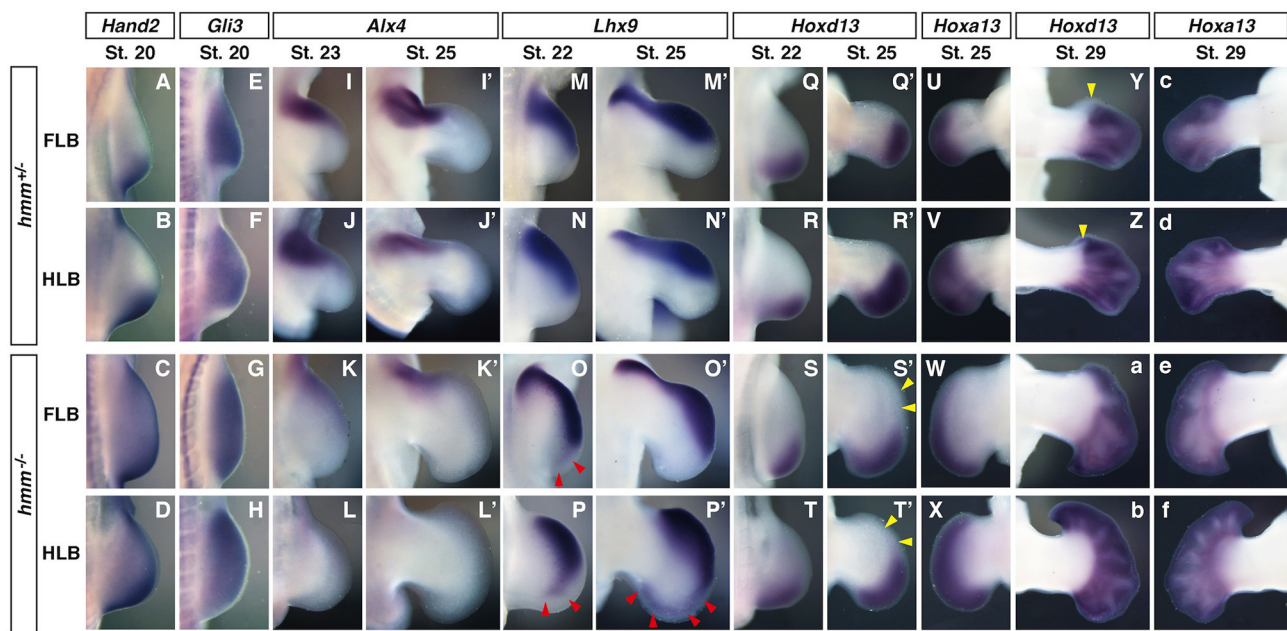 Hand2 Gli3 Alx4 Lhx9 Hoxd13 Hoxa13 Hoxd13 Hoxa13
St. 20 St. 20 St. 23 St. 25 St. 22 St. 25 St. 22 St. 25 St. 25 St. 29 St. 29
hmm+/-
FLB A E I I' M M' Q Q' U Y c
HLB B F J J' N N' R R' V Z d
hmm-/-
FLB C G K K' O O' S S' W a e
HLB D H L L' P P' T T' X b f